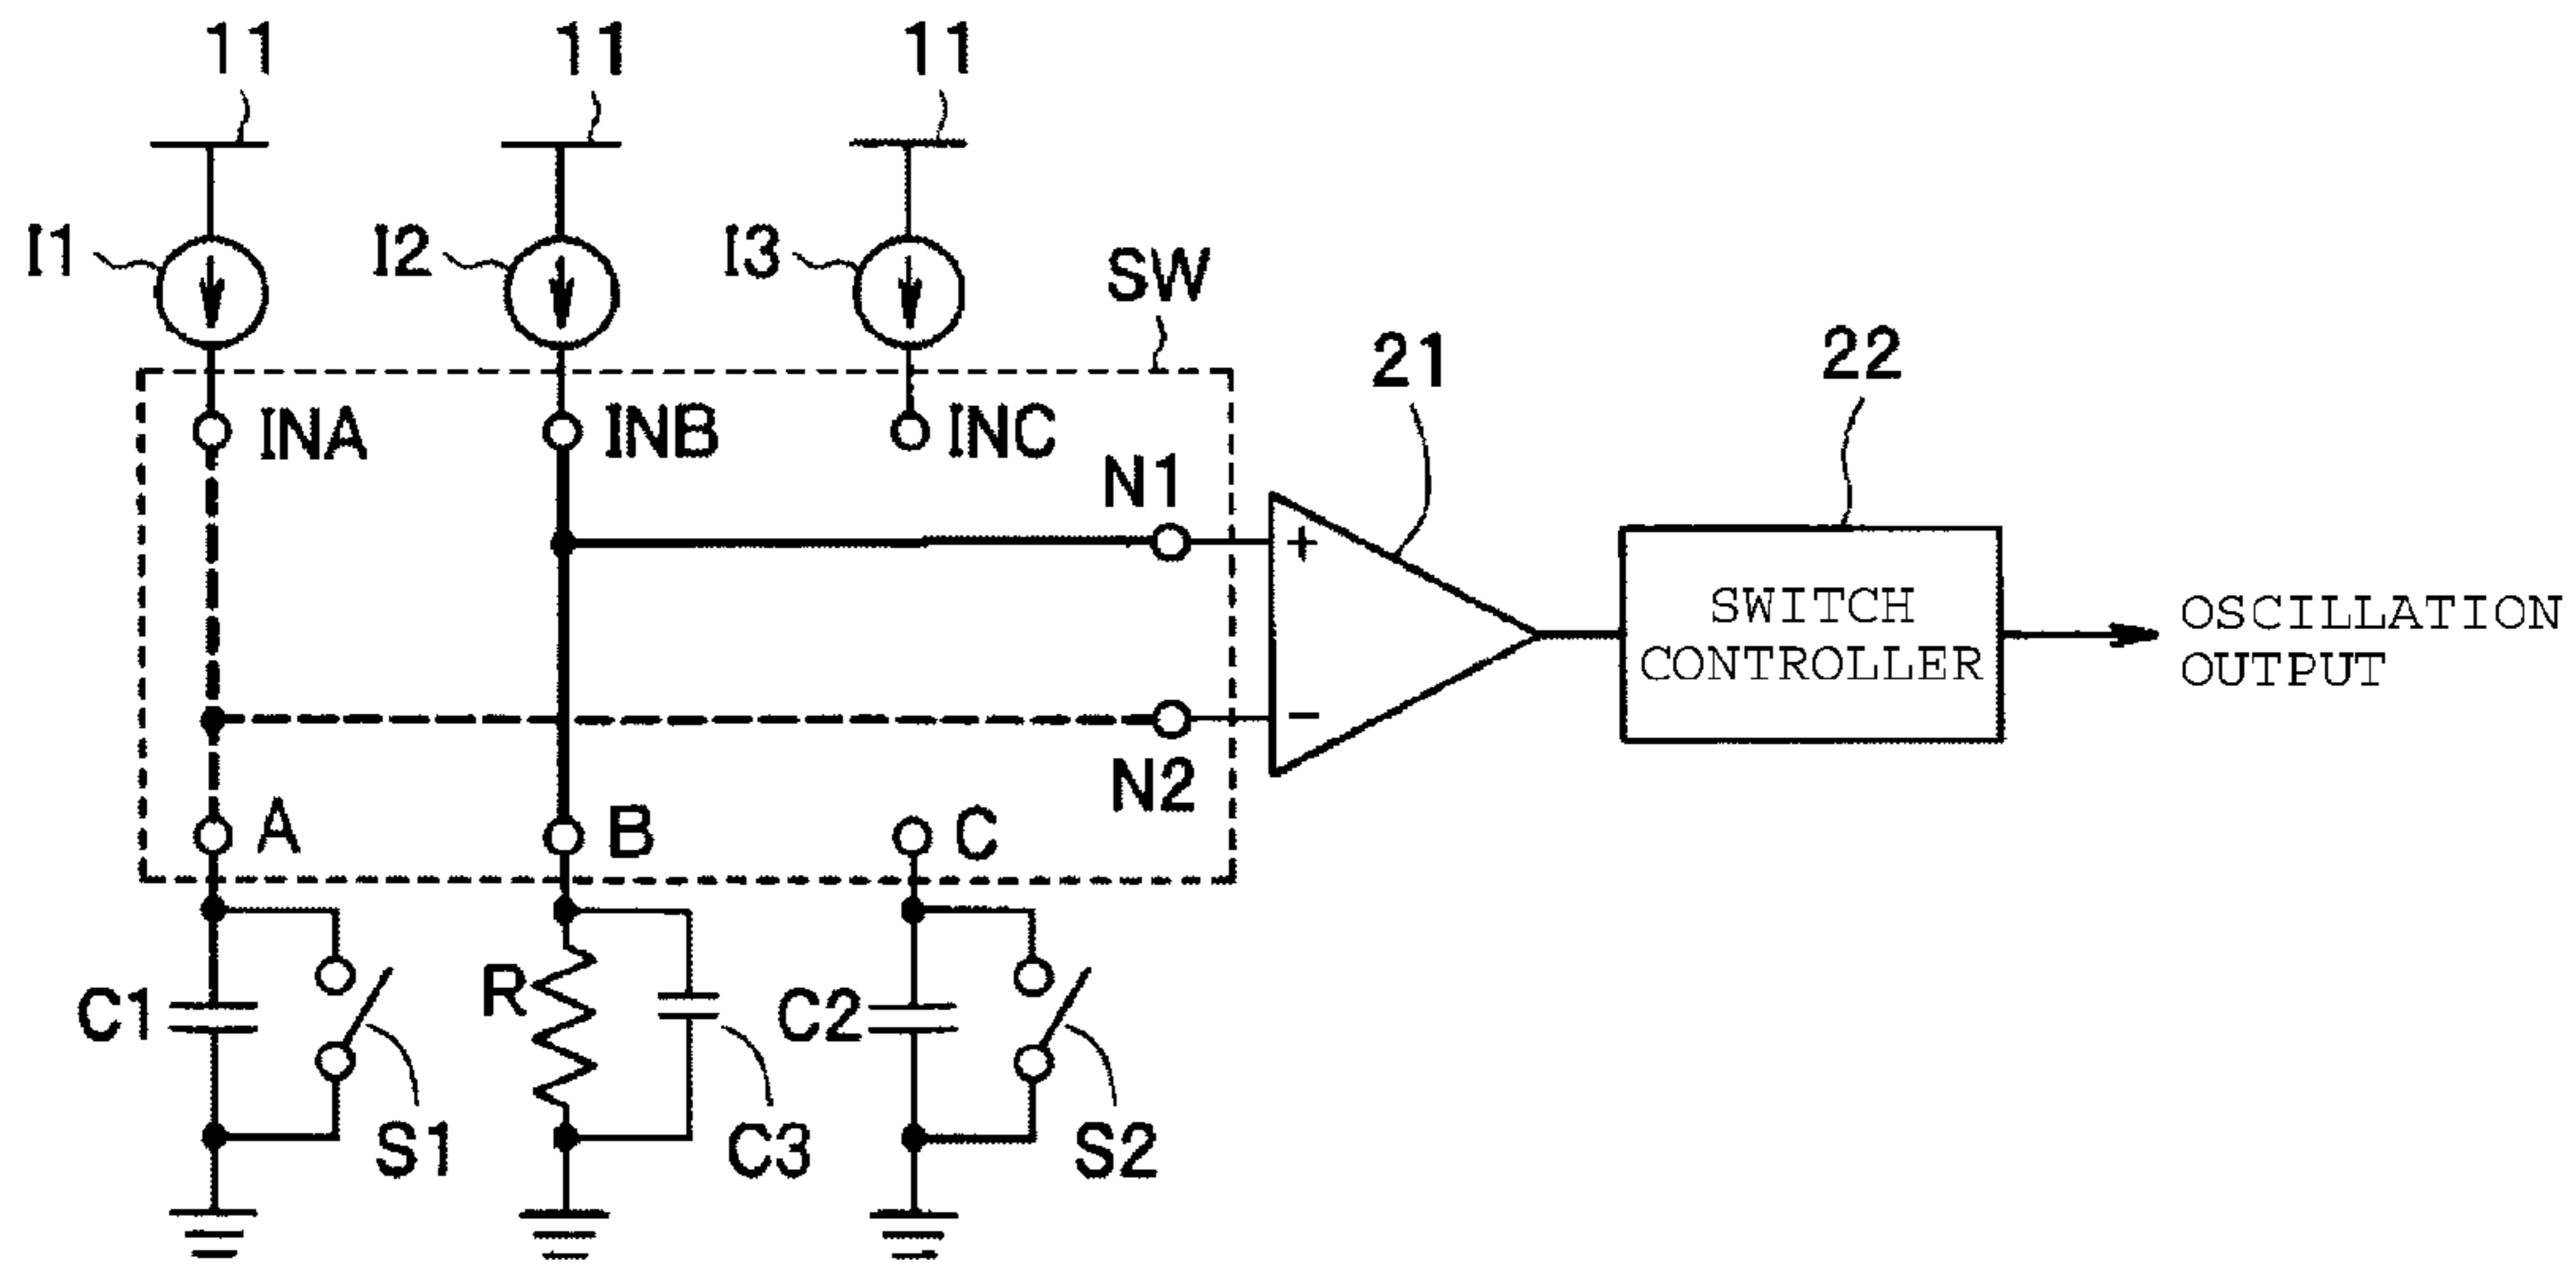 11 11 11
I1 I2 I3 SW
21 22
INA INB INC
N1
+
SWITCH
CONTROLLER
OSCILLATION
OUTPUT
−
N2
A B C
C1 R C2
S1 C3 S2